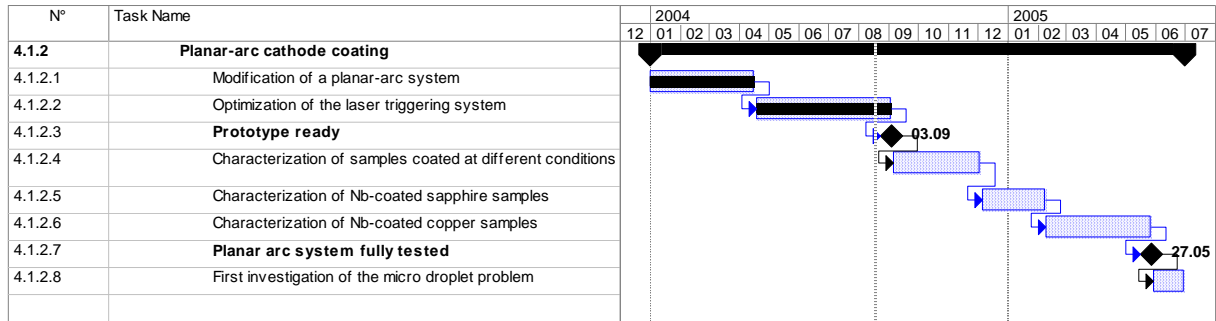 N° Task Name 2004 2005
12 01 02 03 04 05 06 07 08 09 10 11 12 01 02 03 04 05 06 07
4.1.2 Planar-arc cathode coating
4.1.2.1 Modification of a planar-arc system
4.1.2.2 Optimization of the laser triggering system
4.1.2.3 Prototype ready 03.09
4.1.2.4 Characterization of samples coated at different conditions
4.1.2.5 Characterization of Nb-coated sapphire samples
4.1.2.6 Characterization of Nb-coated copper samples
4.1.2.7 Planar arc system fully tested 27.05
4.1.2.8 First investigation of the micro droplet problem